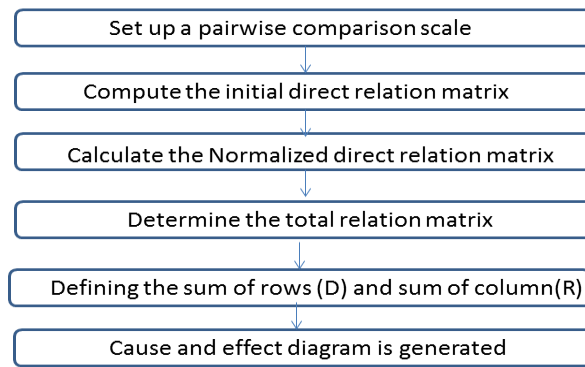 Set up a pairwise comparison scale
Compute the initial direct relation matrix
Calculate the Normalized direct relation matrix
Determine the total relation matrix
Defining the sum of rows (D) and sum of column(R)
Cause and effect diagram is generated